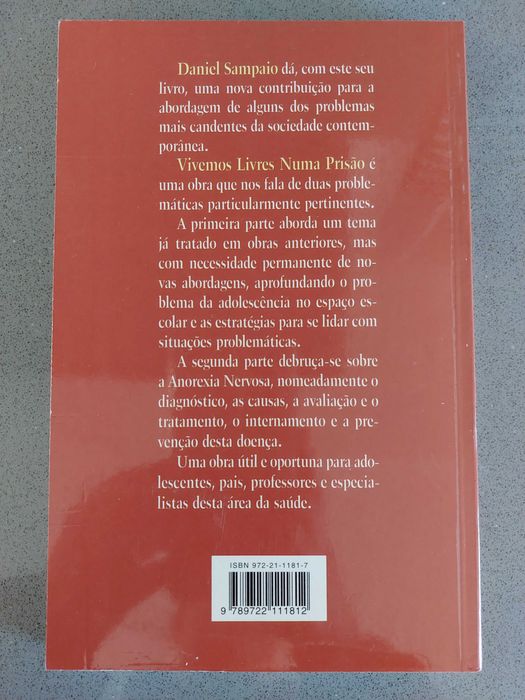 Daniel Sampaio dá, com este seu
livro, uma nova contribuição para a
abordagem de alguns dos problemas
mais candentes da sociedade contem-
porânea.
Vivemos Livres Numa Prisão é
uma obra que nos fala de duas proble-
máticas particularmente pertinentes.
A primeira parte aborda um tema
já tratado em obras anteriores, mas
com necessidade permanente de no-
vas abordagens, aprofundando o pro-
blema da adolescência no espaço es-
colar e as estratégias para se lidar com
situações problemáticas.
A segunda parte debruça-se sobre
a Anorexia Nervosa, nomeadamente o
diagnóstico, as causas, a avaliação e o
tratamento, o internamento e a pre-
venção desta doença.
Uma obra útil e oportuna para ado-
lescentes, pais, professores e especia-
listas desta área da saúde.
ISBN 972-21-1181-7
9 789722 111812